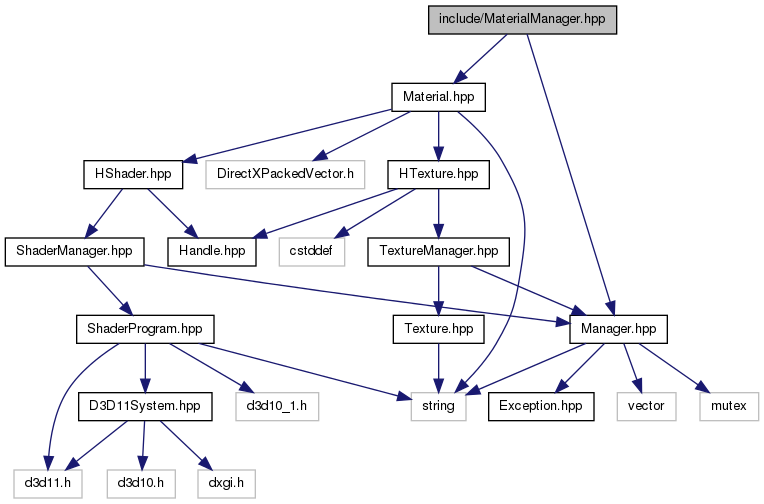 include/MaterialManager.hpp
Material.hpp
HShader.hpp
DirectXPackedVector.h
HTexture.hpp
ShaderManager.hpp
Handle.hpp
cstddef
TextureManager.hpp
ShaderProgram.hpp
Texture.hpp
Manager.hpp
D3D11System.hpp
d3d10_1.h
string
Exception.hpp
vector
mutex
d3d11.h
d3d10.h
dxgi.h